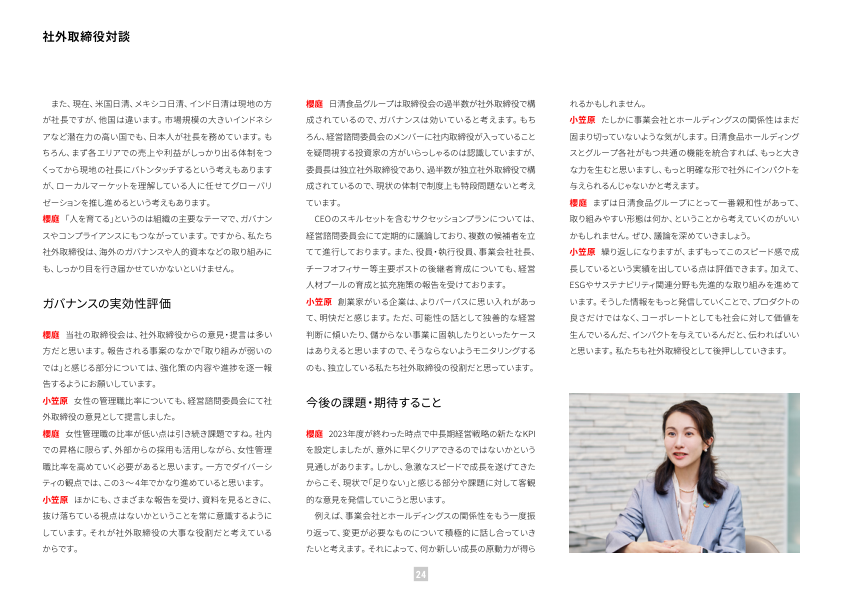 社外取締役対談
また、現在、米国日清、メキシコ日清、インド日清は現地の方
が社長ですが、他国は違います。市場規模の大きいインドネシ
アなど潜在力の高い国でも、日本人が社長を務めています。も
ちろん、まず各エリアでの売上や利益がしっかり出る体制をつ
くってから現地の社長にバトンタッチするという考えもあります
が、ローカルマーケットを理解している人に任せてグローバリ
ゼーションを推し進めるという考えもあります。
櫻庭 「人を育てる」というのは組織の主要なテーマで、ガバナン
スやコンプライアンスにもつながっています。ですから、私たち
社外取締役は、海外のガバナンスや人的資本などの取り組みに
も、しっかり目を行き届かせていかないといけません。
ガバナンスの実効性評価
櫻庭 当社の取締役会は、社外取締役からの意見・提言は多い
方だと思います。報告される事案のなかで「取り組みが弱いの
では」と感じる部分については、強化策の内容や進捗を逐一報
告するようにお願いしています。
小笠原 女性の管理職比率についても、経営諮問委員会にて社
外取締役の意見として提言しました。
櫻庭 女性管理職の比率が低い点は引き続き課題ですね。社内
での昇格に限らず、外部からの採用も活用しながら、女性管理
職比率を高めていく必要があると思います。一方でダイバーシ
ティの観点では、この3～4年でかなり進めていると思います。
小笠原 ほかにも、さまざまな報告を受け、資料を見るときに、
抜け落ちている視点はないかということを常に意識するように
しています。それが社外取締役の大事な役割だと考えている
からです。
櫻庭 日清食品グループは取締役会の過半数が社外取締役で構
成されているので、ガバナンスは効いていると考えます。もち
ろん、経営諮問委員会のメンバーに社内取締役が入っていること
を疑問視する投資家の方がいらっしゃるのは認識していますが、
委員長は独立社外取締役であり、過半数が独立社外取締役で構
成されているので、現状の体制で制度上も特段問題ないと考え
ています。
CEOのスキルセットを含むサクセッションプランについては、
経営諮問委員会にて定期的に議論しており、複数の候補者を立
てて進行しております。また、役員・執行役員、事業会社社長、
チーフオフィサー等主要ポストの後継者育成についても、経営
人材プールの育成と拡充施策の報告を受けております。
小笠原 創業家がいる企業は、よりパーパスに思い入れがあっ
て、明快だと感じます。ただ、可能性の話として独善的な経営
判断に傾いたり、儲からない事業に固執したりといったケース
はありえると思いますので、そうならないようモニタリングする
のも、独立している私たち社外取締役の役割だと思っています。
今後の課題・期待すること
櫻庭 2023年度が終わった時点で中長期経営戦略の新たなKPI
を設定しましたが、意外に早くクリアできるのではないかという
見通しがあります。しかし、急激なスピードで成長を遂げてきた
からこそ、現状で「足りない」と感じる部分や課題に対して客観
的な意見を発信していこうと思います。
例えば、事業会社とホールディングスの関係性をもう一度振
り返って、変更が必要なものについて積極的に話し合っていき
たいと考えます。それによって、何か新しい成長の原動力が得ら
れるかもしれません。
小笠原 たしかに事業会社とホールディングスの関係性はまだ
固まり切っていないような気がします。日清食品ホールディング
スとグループ各社がもつ共通の機能を統合すれば、もっと大き
な力を生むと思いますし、もっと明確な形で社外にインパクトを
与えられるんじゃないかと考えます。
櫻庭 まずは日清食品グループにとって一番親和性があって、
取り組みやすい形態は何か、ということから考えていくのがいい
かもしれません。ぜひ、議論を深めていきましょう。
小笠原 繰り返しになりますが、まずもってこのスピード感で成
長しているという実績を出している点は評価できます。加えて、
ESGやサステナビリティ関連分野も先進的な取り組みを進めて
います。そうした情報をもっと発信していくことで、プロダクトの
良さだけではなく、コーポレートとしても社会に対して価値を
生んでいるんだ、インパクトを与えているんだと、伝わればいい
と思います。私たちも社外取締役として後押ししていきます。
24